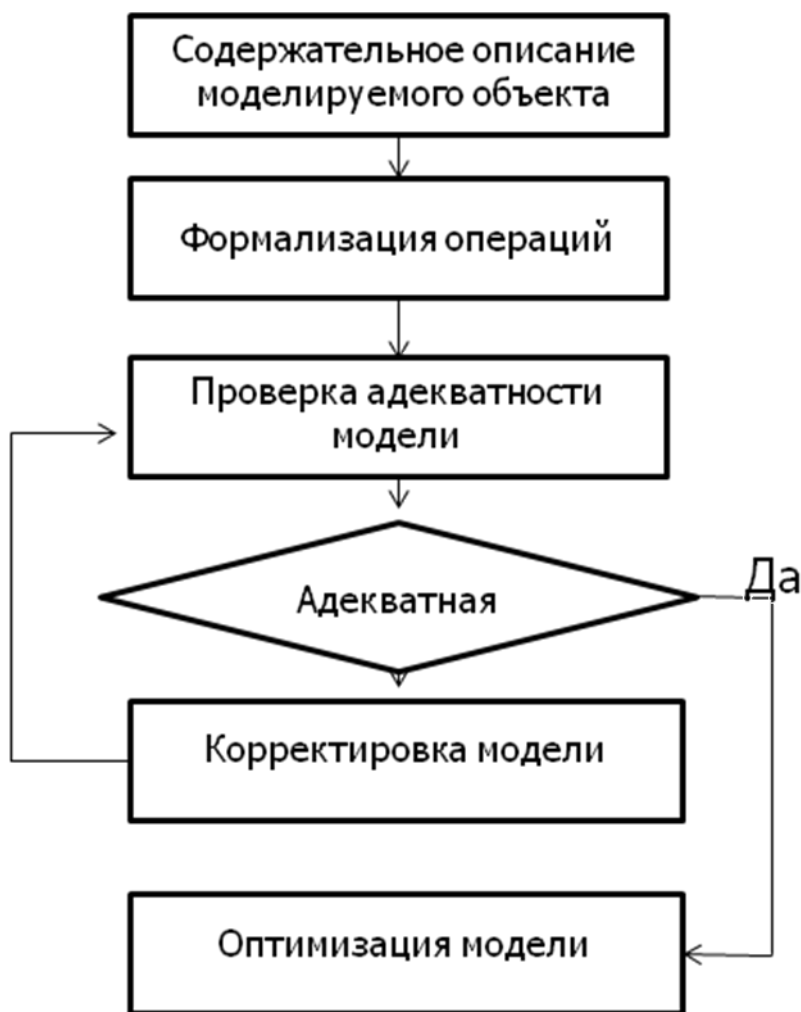 Содержательное описание
моделируемого объекта
Формализация операций
Проверка адекватности
модели
Адекватная
Да
Корректировка модели
Оптимизация модели